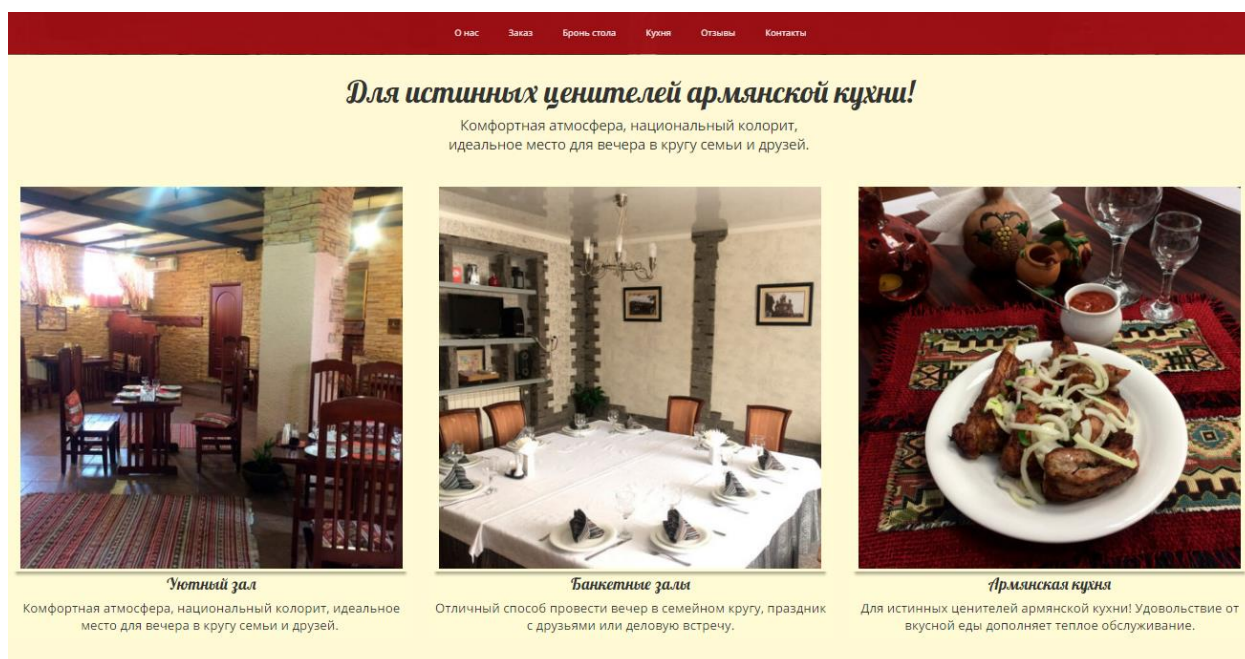 О нас Заказ Бронь стола Кухня Отзывы Контакты
Для истинных ценителей армянской кухни!
Комфортная атмосфера, национальный колорит,
идеальное место для вечера в кругу семьи и друзей.
Уютный зал
Комфортная атмосфера, национальный колорит, идеальное
место для вечера в кругу семьи и друзей.
Банкетные залы
Отличный способ провести вечер в семейном кругу, праздник
с друзьями или деловую встречу.
Армянская кухня
Для истинных ценителей армянской кухни! Удовольствие от
вкусной еды дополняет теплое обслуживание.